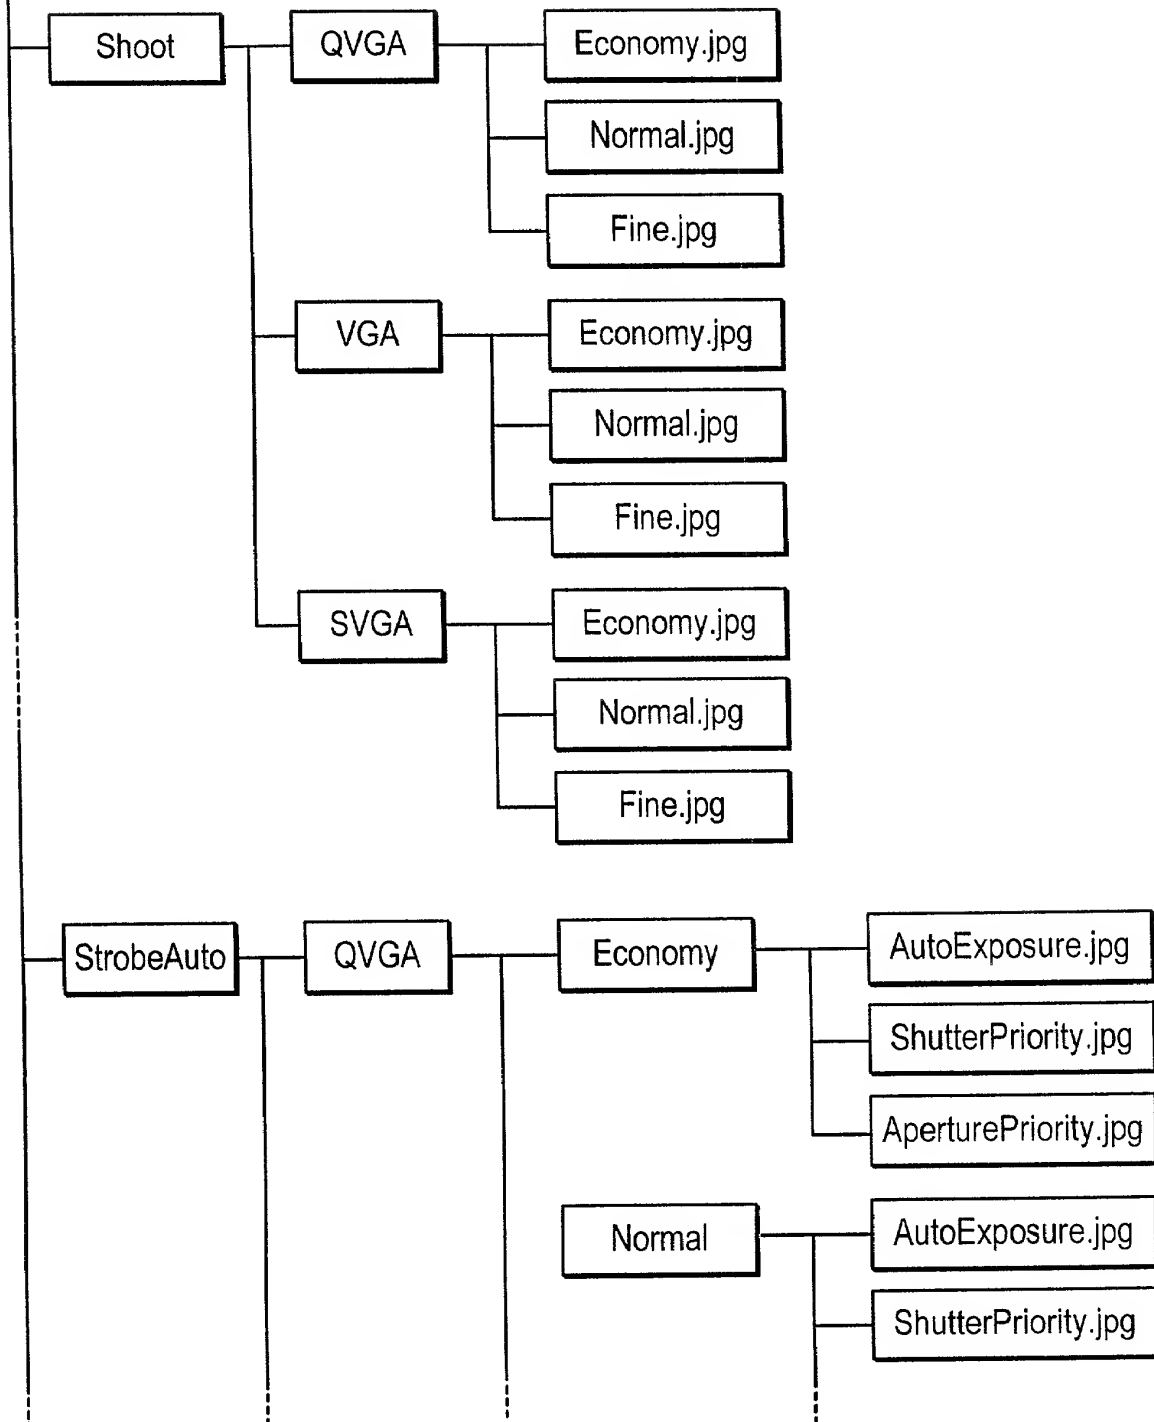 Shoot
QVGA
Economy.jpg
Normal.jpg
Fine.jpg
VGA
Economy.jpg
Normal.jpg
Fine.jpg
SVGA
Economy.jpg
Normal.jpg
Fine.jpg
StrobeAuto
QVGA
Economy
AutoExposure.jpg
ShutterPriority.jpg
AperturePriority.jpg
Normal
AutoExposure.jpg
ShutterPriority.jpg